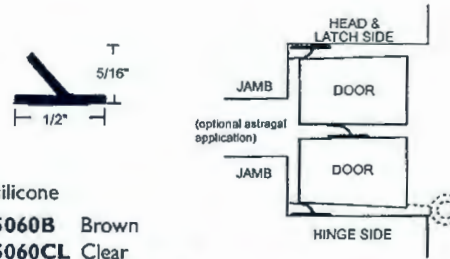 HEAD &
LATCH SIDE
5/16"
1/2"
JAMB
DOOR
(optional astragal
application)
JAMB
DOOR
HINGE SIDE
5060B Brown
5060CL Clear